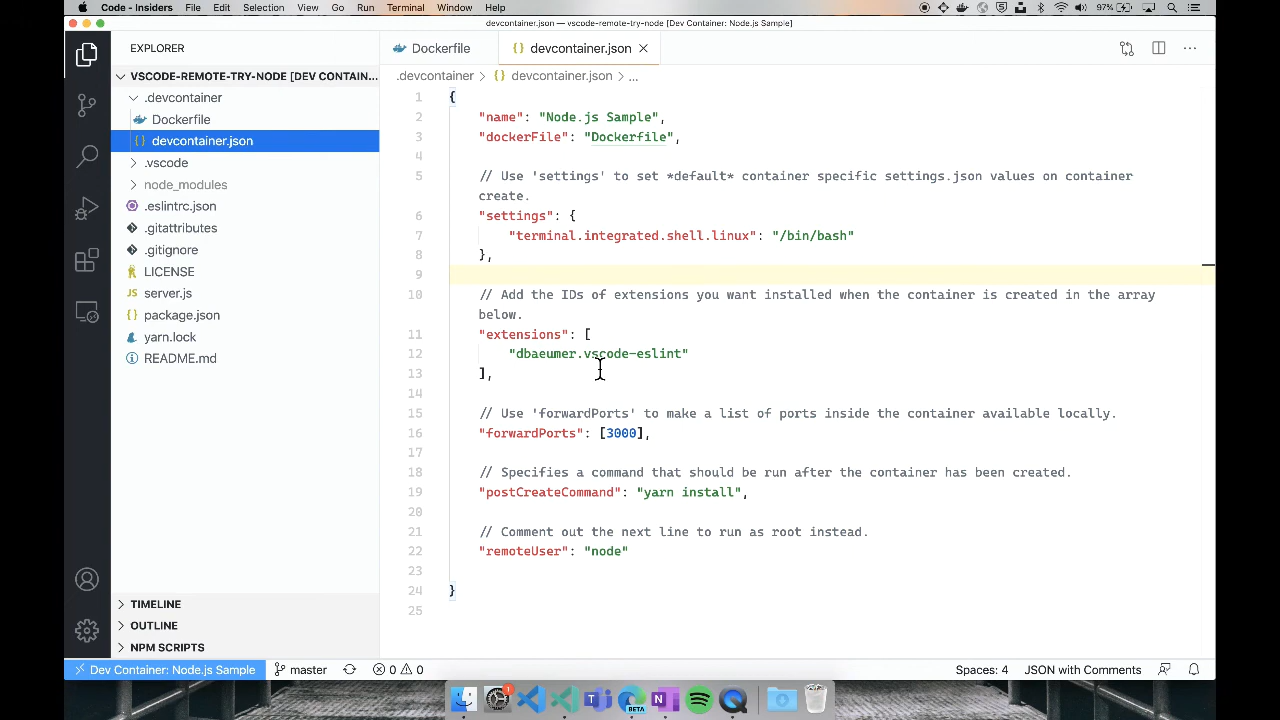 Code - Insiders File Edit Selection View Go Run Terminal Window Help 97%
devcontainer.json — vscode-remote-try-node [Dev Container: Node.js Sample]
EXPLORER
VSCODE-REMOTE-TRY-NODE [DEV CONTAIN...
.devcontainer
Dockerfile
devcontainer.json
.vscode
node_modules
.eslintrc.json
.gitattributes
.gitignore
LICENSE
server.js
package.json
yarn.lock
README.md
TIMELINE
OUTLINE
NPM SCRIPTS
Dockerfile {} devcontainer.json
.devcontainer > {} devcontainer.json > ...
1 {
2 "name": "Node.js Sample",
3 "dockerFile": "Dockerfile",
4
5 // Use 'settings' to set *default* container specific settings.json values on container
create.
6 "settings": {
7 "terminal.integrated.shell.linux": "/bin/bash"
8 },
9
10 // Add the IDs of extensions you want installed when the container is created in the array
below.
11 "extensions": [
12 "dbaeumer.vscode-eslint"
13 ],
14
15 // Use 'forwardPorts' to make a list of ports inside the container available locally.
16 "forwardPorts": [3000],
17
18 // Specifies a command that should be run after the container has been created.
19 "postCreateCommand": "yarn install",
20
21 // Comment out the next line to run as root instead.
22 "remoteUser": "node"
23
24 }
25
Dev Container: Node.js Sample master 0 0 Spaces: 4 JSON with Comments
1
BETA